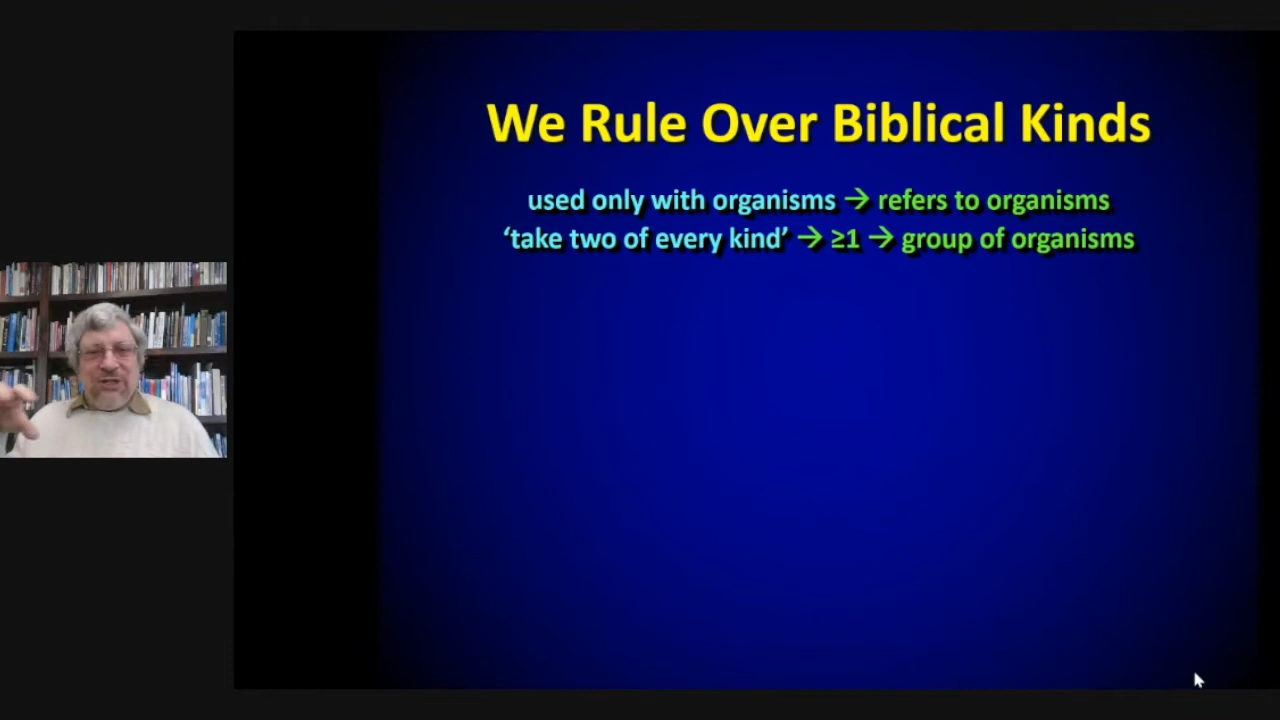 We Rule Over Biblical Kinds
used only with organisms → refers to organisms
‘take two of every kind’ → ≥1 → group of organisms